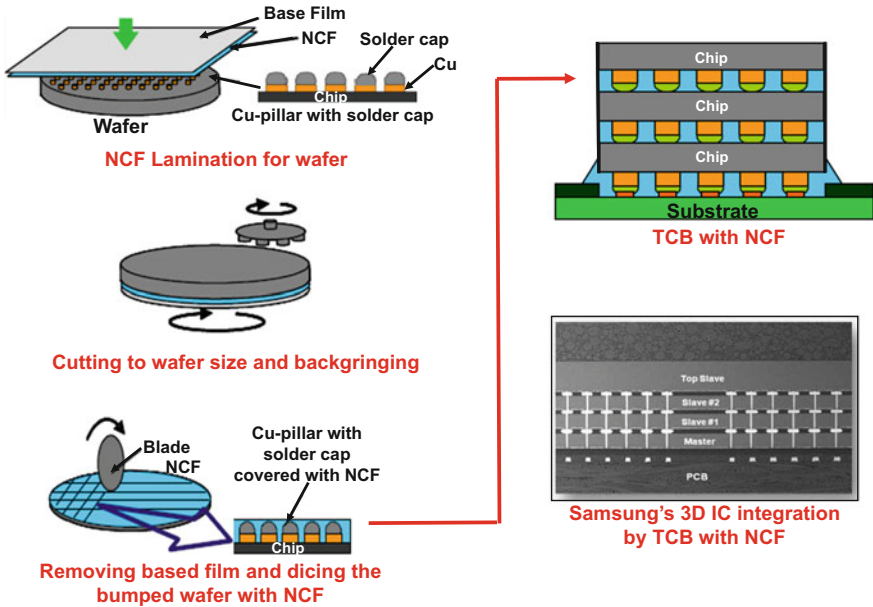 Base Film
NCF
Solder cap
Cu
Chip
Wafer
Cu-pillar with solder cap
NCF Lamination for wafer
Cutting to wafer size and backgringing
Blade
NCF
Cu-pillar with
solder cap
covered with NCF
Chip
Removing based film and dicing the
bumped wafer with NCF
Chip
Chip
Chip
Substrate
TCB with NCF
Top Slave
Slave #2
Slave #1
Master
PCB
Samsung's 3D IC integration
by TCB with NCF